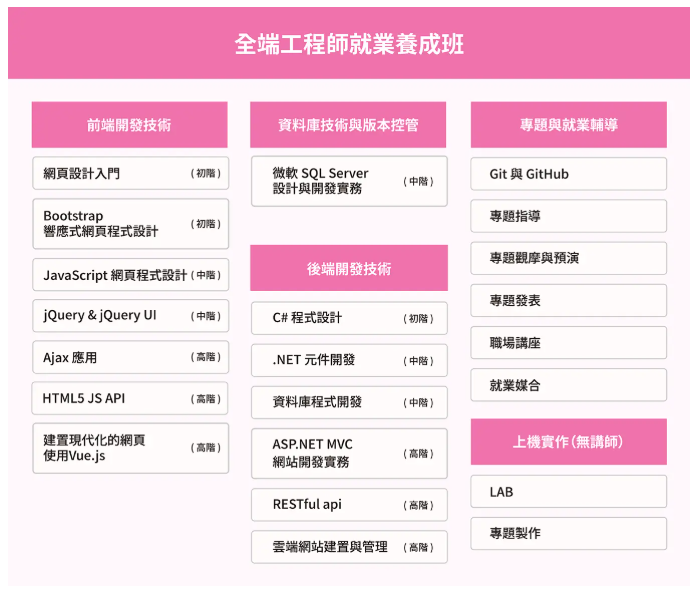 全端工程師就業養成班
前端開發技術
網頁設計入門 (初階)
Bootstrap
響應式網頁程式設計 (初階)
JavaScript 網頁程式設計 (中階)
jQuery & jQuery UI (中階)
Ajax 應用 (高階)
HTML5 JS API (高階)
建置現代化的網頁
使用Vue.js (高階)
資料庫技術與版本控管
微軟 SQL Server
設計與開發實務 (中階)
後端開發技術
C# 程式設計 (初階)
.NET 元件開發 (中階)
資料庫程式開發 (中階)
ASP.NET MVC
網站開發實務 (高階)
RESTful api (高階)
雲端網站建置與管理 (高階)
專題與就業輔導
Git 與 GitHub
專題指導
專題觀摩與預演
專題發表
職場講座
就業媒合
上機實作(無講師)
LAB
專題製作